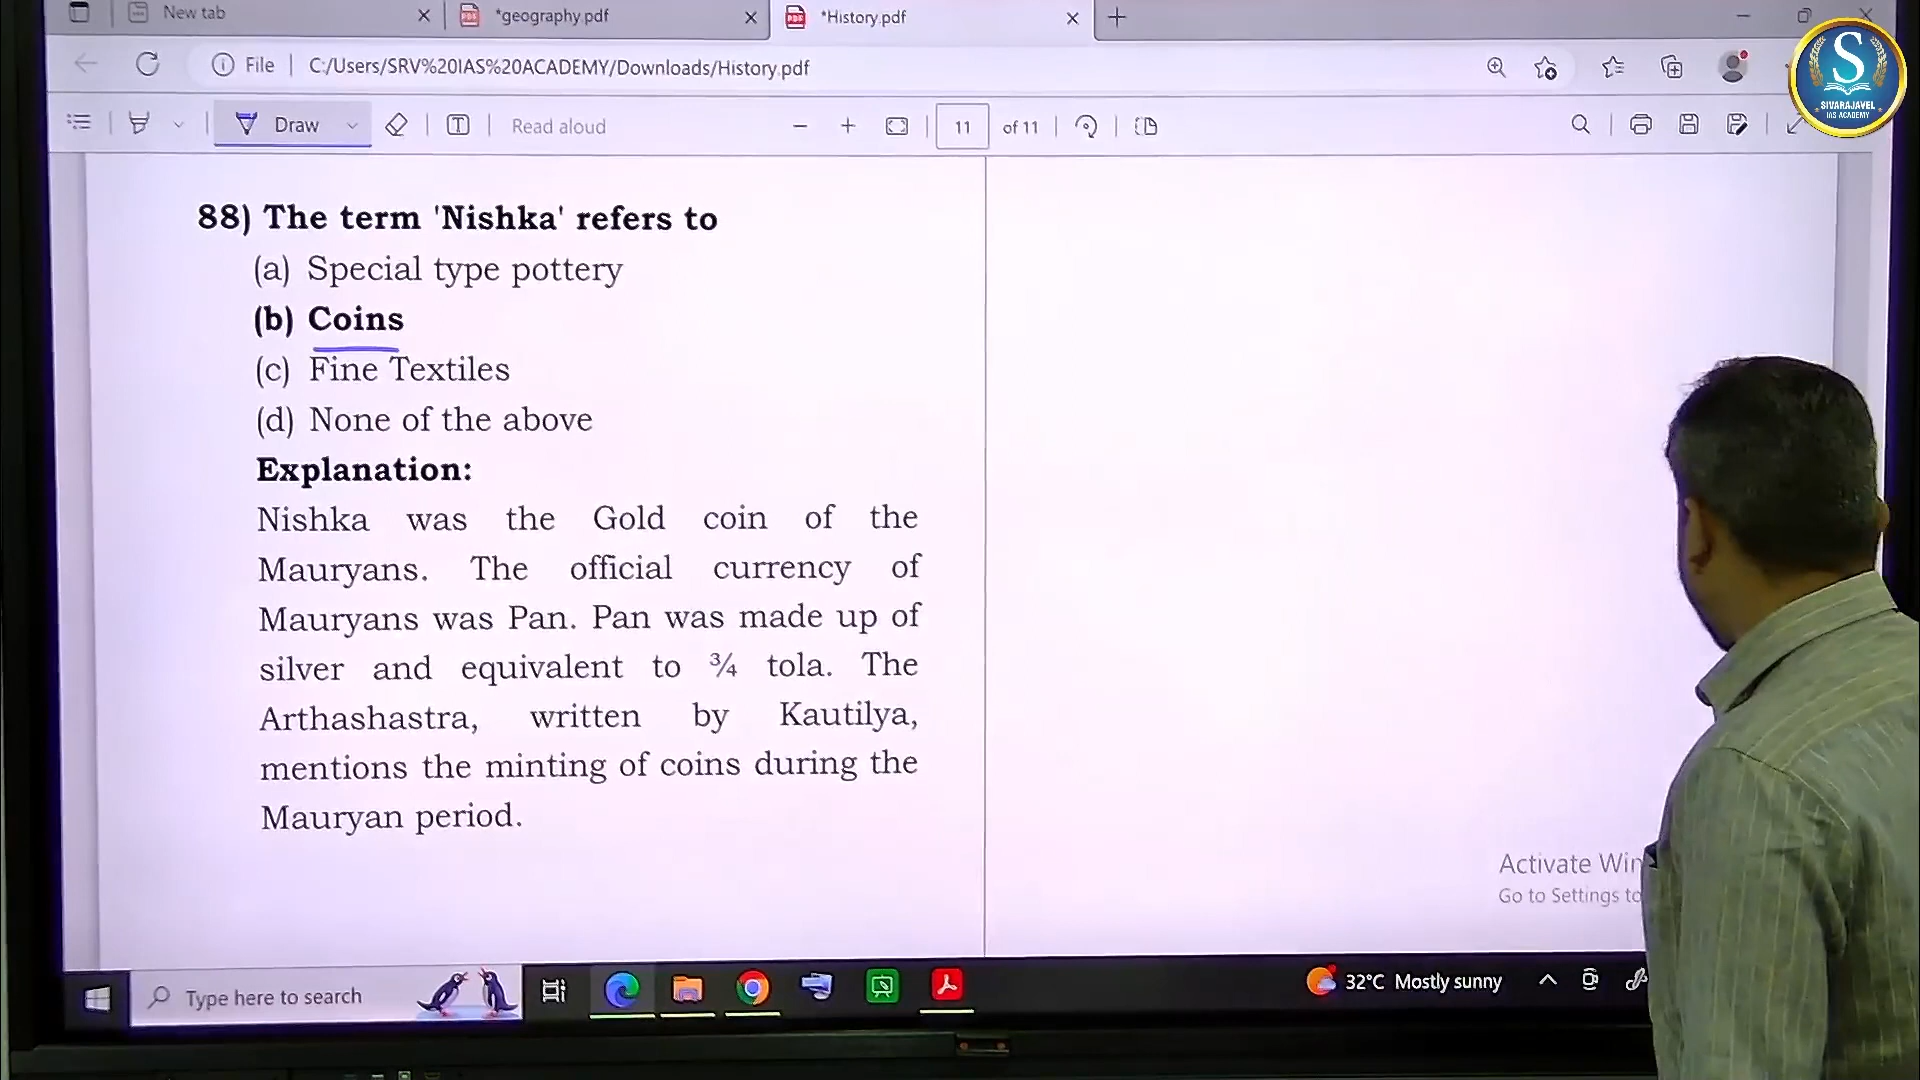 New tab
*geography.pdf
*History.pdf
File
C:/Users/SRV%20IAS%20ACADEMY/Downloads/History.pdf
S
SIVARAJAVEL
IAS ACADEMY
Draw
Read aloud
11
of 11
88) The term 'Nishka' refers to
(a) Special type pottery
(b) Coins
(c) Fine Textiles
(d) None of the above
Explanation:
Nishka was the Gold coin of the
Mauryans. The official currency of
Mauryans was Pan. Pan was made up of
silver and equivalent to ¾ tola. The
Arthashastra, written by Kautilya,
mentions the minting of coins during the
Mauryan period.
Activate Win
Go to Settings to
Type here to search
32°C Mostly sunny